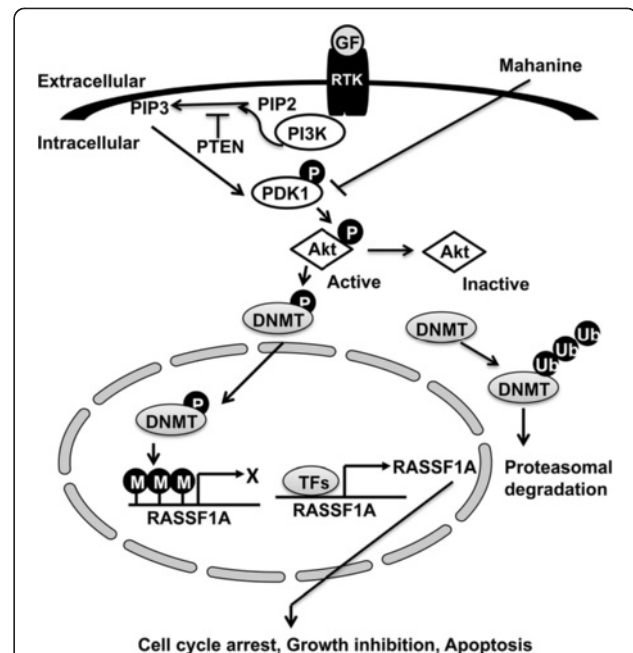 GF
RTK
Extracellular
Mahanine
PIP3
PIP2
Intracellular
PTEN
PI3K
P
PDK1
P
Akt
Akt
Active
Inactive
P
DNMT
DNMT
Ub Ub Ub
DNMT
P
DNMT
M M M
X
TFs
RASSF1A
RASSF1A
RASSF1A
Proteasomal
degradation
Cell cycle arrest, Growth inhibition, Apoptosis